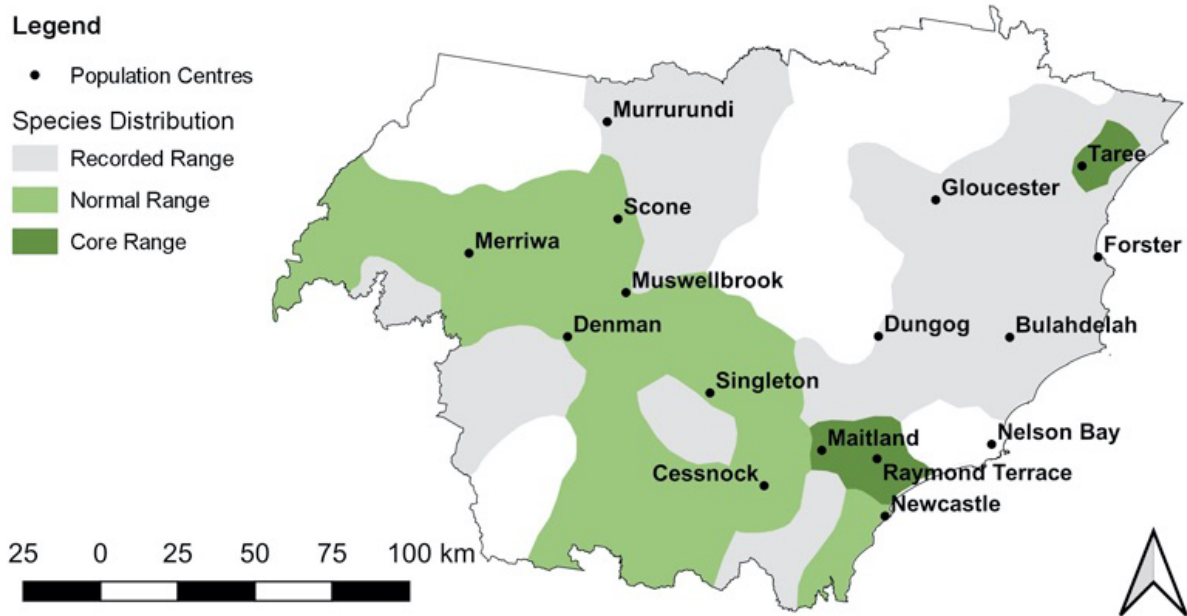 Legend
Population Centres
Species Distribution
Recorded Range
Normal Range
Core Range
Murrurundi
Taree
Gloucester
Scone
Merriwa
Forster
Muswellbrook
Denman
Dungog
Bulahdelah
Singleton
Maitland
Nelson Bay
Raymond Terrace
Cessnock
Newcastle
25 0 25 50 75 100 km